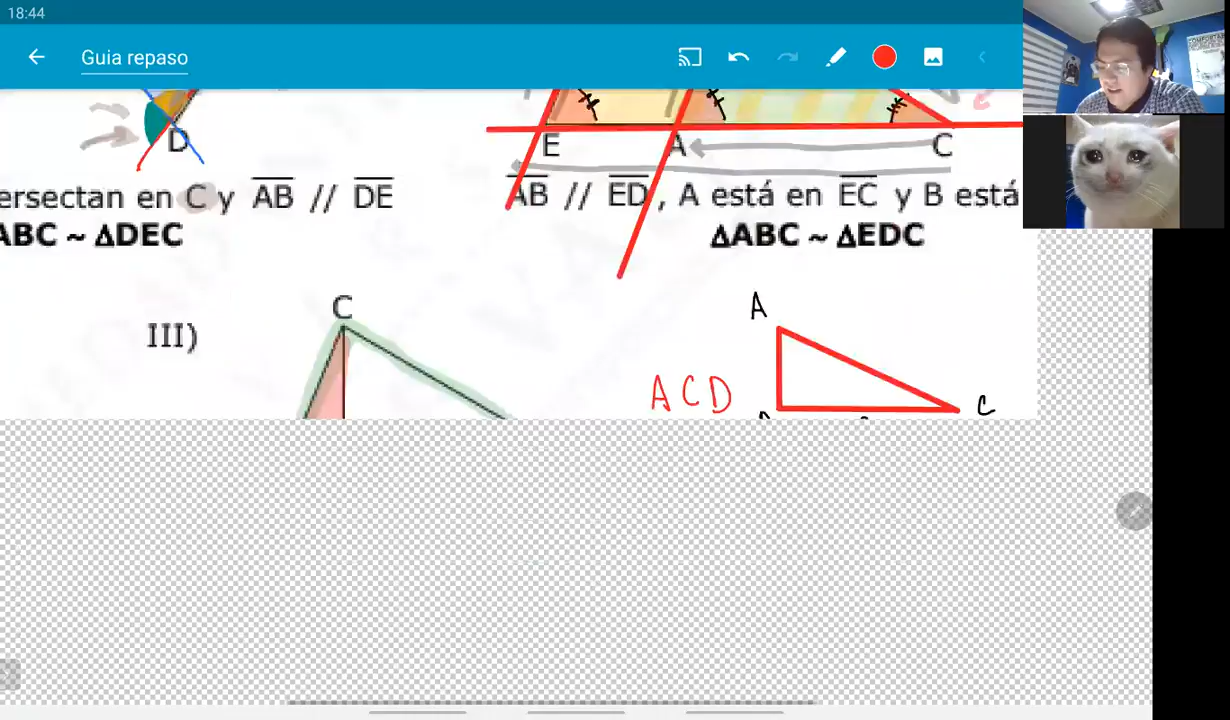 18:44
Guia repaso
D
E A C
ersectan en C y AB // DE
AB // ED , A está en EC y B está
ABC ~ ΔDEC
ΔABC ~ ΔEDC
III)
C
A
A C D
C